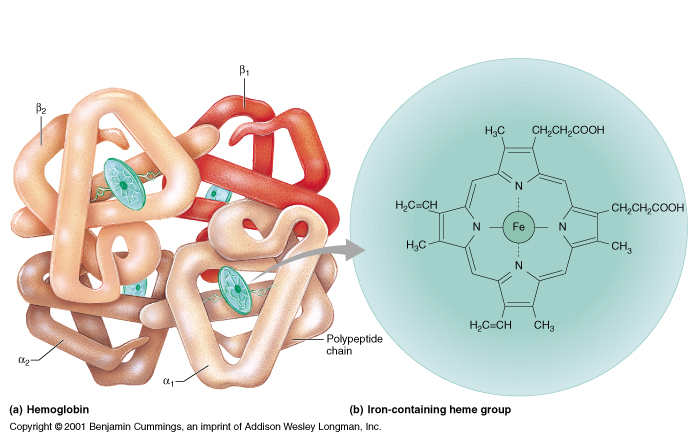 β1
β2
H3C
CH2CH2COOH
N
H2C=CH
CH2CH2COOH
N
Fe
N
H3C
CH3
N
Polypeptide
chain
H2C=CH
CH3
α2
α1
(a) Hemoglobin
(b) Iron-containing heme group
Copyright © 2001 Benjamin Cummings, an imprint of Addison Wesley Longman, Inc.